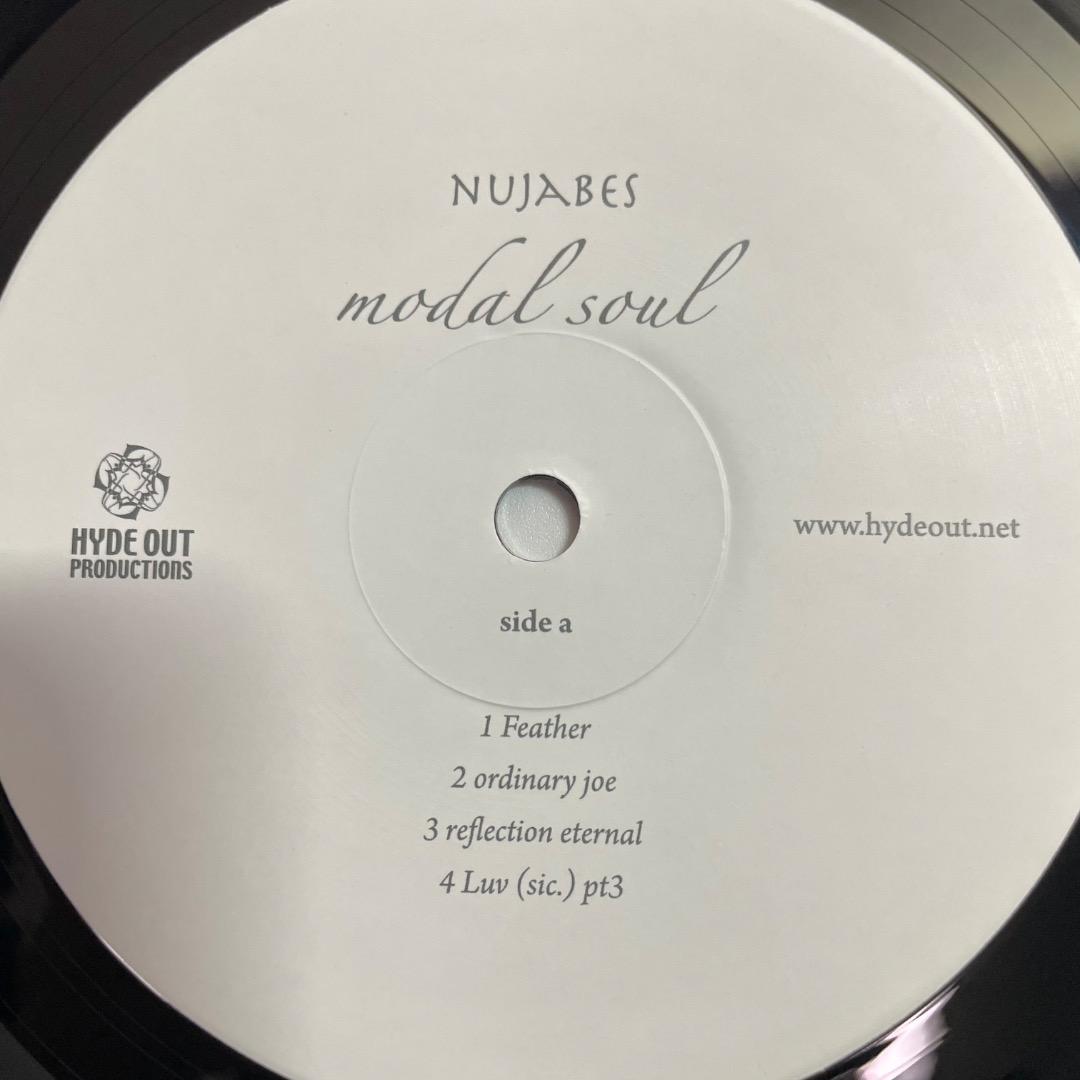 NUJABES
modal soul
HYDE OUT
PRODUCTIONS
www.hydeout.net
side a
1 Feather
2 ordinary joe
3 reflection eternal
4 Luv (sic.) pt3